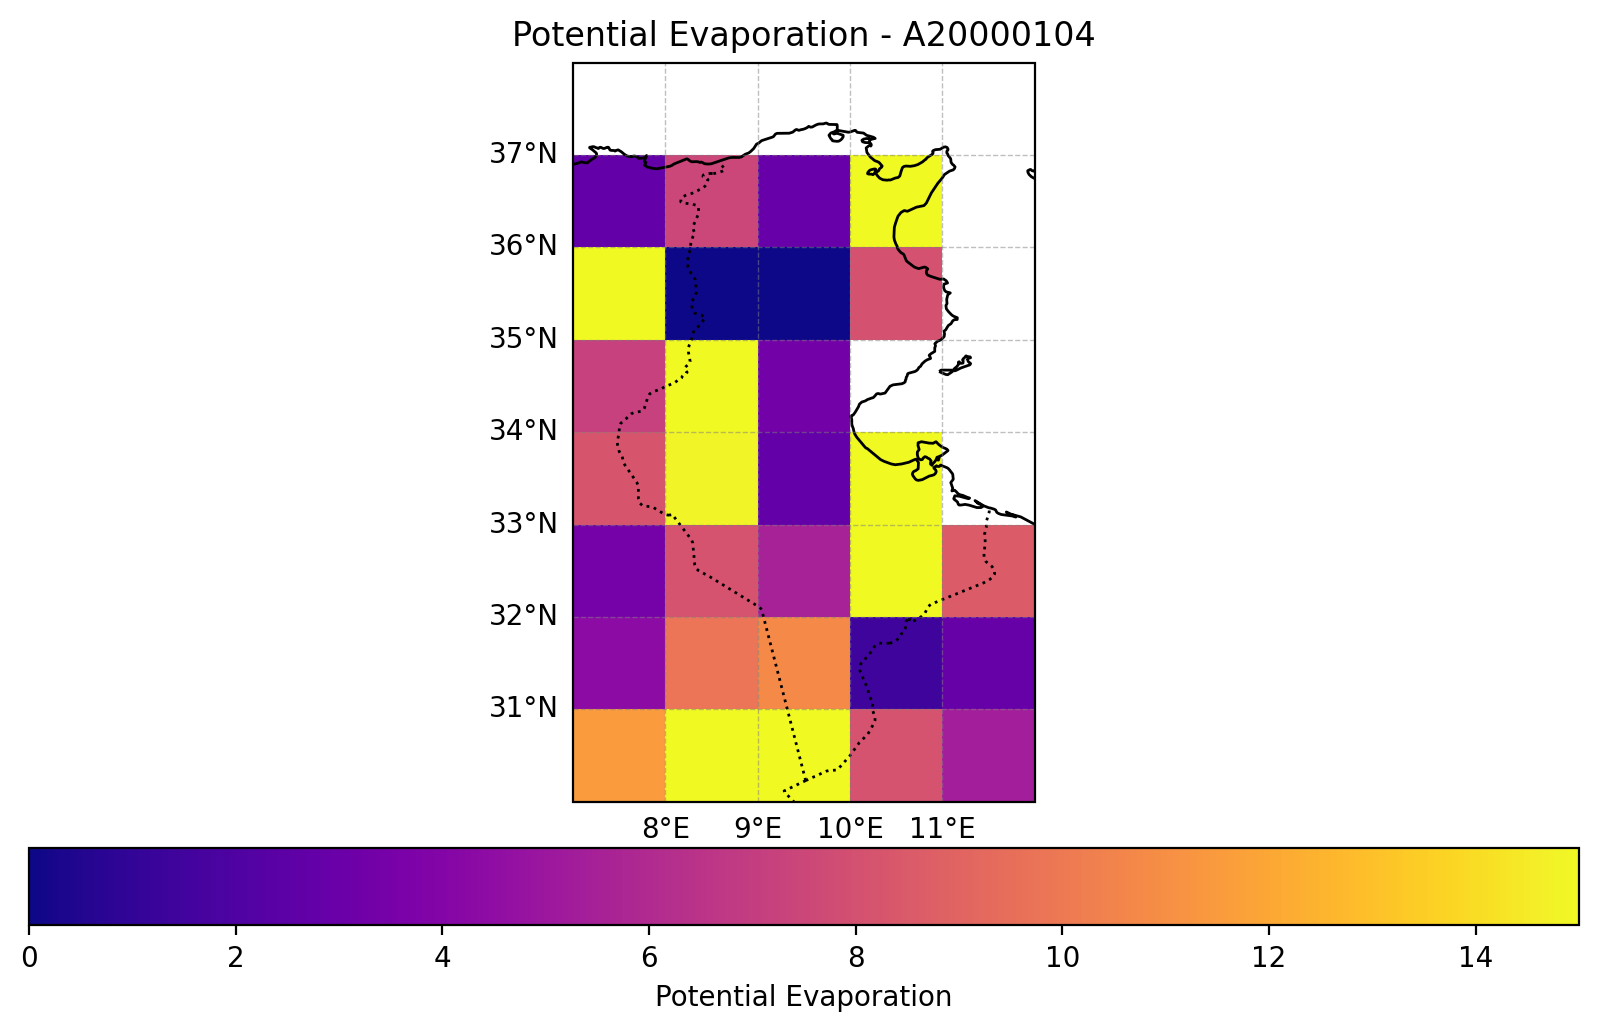 Potential Evaporation - A20000104
37°N
36°N
35°N
34°N
33°N
32°N
31°N
8°E 9°E 10°E 11°E
0 2 4 6 8 10 12 14
Potential Evaporation